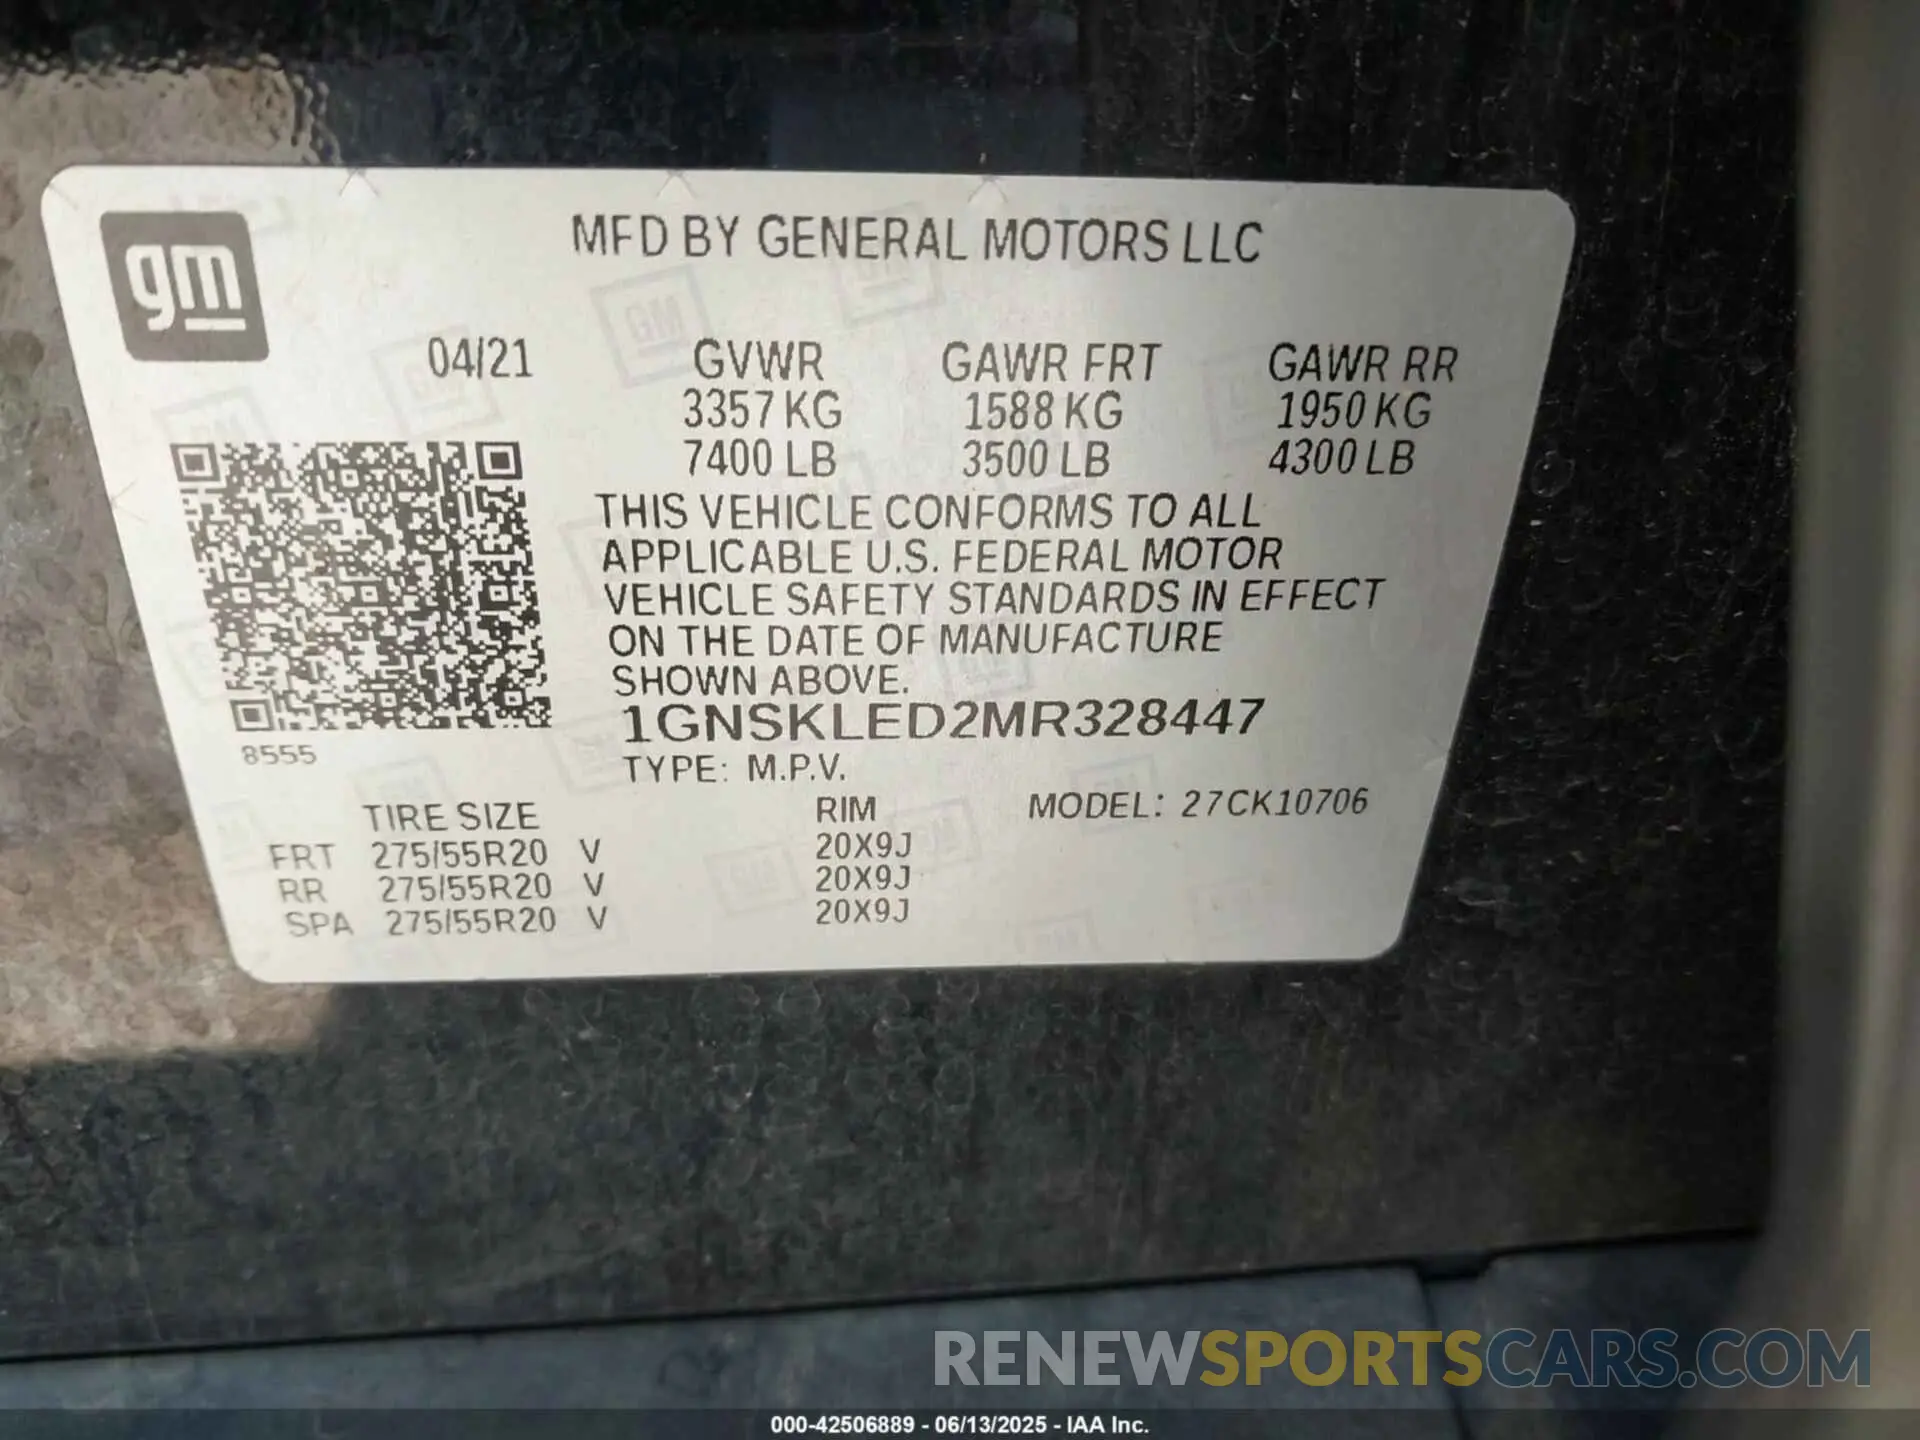 gm
MFD BY GENERAL MOTORS LLC
04/21 GVWR GAWR FRT GAWR RR
3357 KG 1588 KG 1950 KG
7400 LB 3500 LB 4300 LB
THIS VEHICLE CONFORMS TO ALL
APPLICABLE U.S. FEDERAL MOTOR
VEHICLE SAFETY STANDARDS IN EFFECT
ON THE DATE OF MANUFACTURE
SHOWN ABOVE.
1GNSKLED2MR328447
8555
TYPE: M.P.V.
TIRE SIZE RIM MODEL: 27CK10706
FRT 275/55R20 V 20X9J
RR 275/55R20 V 20X9J
SPA 275/55R20 V 20X9J
RENEWSPORTSCARS.COM
000-42506889 - 06/13/2025 - IAA Inc.